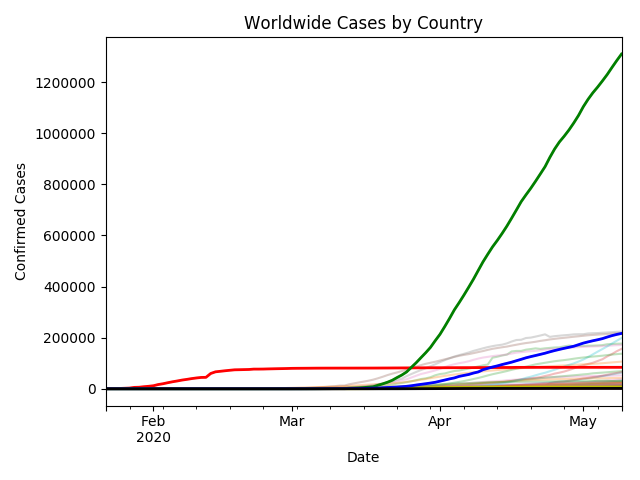 Worldwide Cases by Country
1200000
1000000
800000
600000
400000
200000
0
Confirmed Cases
Feb
2020
Mar
Apr
May
Date